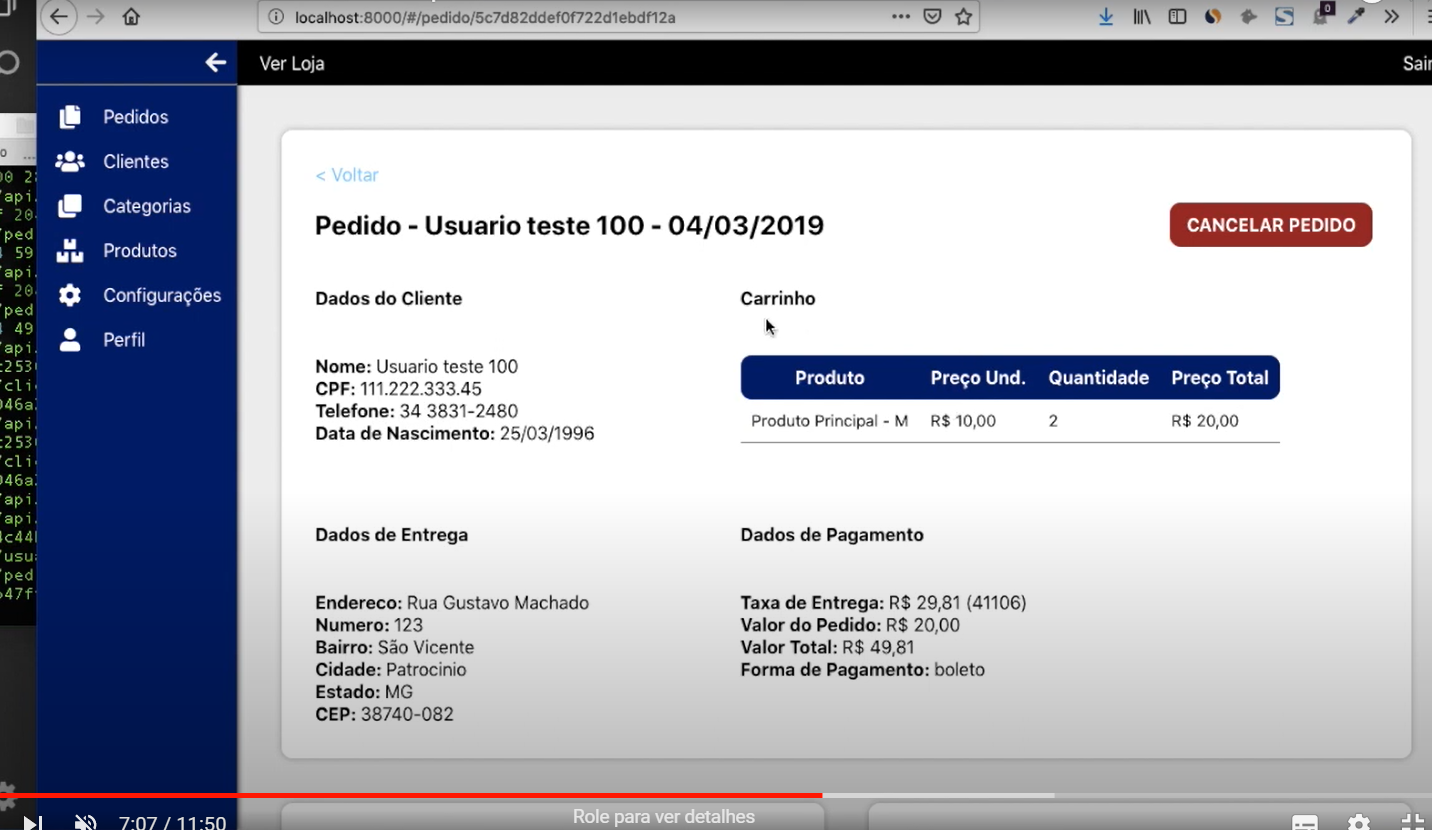 localhost:8000/#/pedido/5c7d82ddef0f722d1ebdf12a
0
Ver Loja
Sair
Pedidos
Clientes
Categorias
Produtos
Configurações
Perfil
< Voltar
Pedido - Usuario teste 100 - 04/03/2019
CANCELAR PEDIDO
Dados do Cliente
Nome: Usuario teste 100
CPF: 111.222.333.45
Telefone: 34 3831-2480
Data de Nascimento: 25/03/1996
Carrinho
Produto Preço Und. Quantidade Preço Total
Produto Principal - M R$ 10,00 2 R$ 20,00
Dados de Entrega
Endereco: Rua Gustavo Machado
Numero: 123
Bairro: São Vicente
Cidade: Patrocinio
Estado: MG
CEP: 38740-082
Dados de Pagamento
Taxa de Entrega: R$ 29,81 (41106)
Valor do Pedido: R$ 20,00
Valor Total: R$ 49,81
Forma de Pagamento: boleto
Role para ver detalhes
7:07 / 11:50